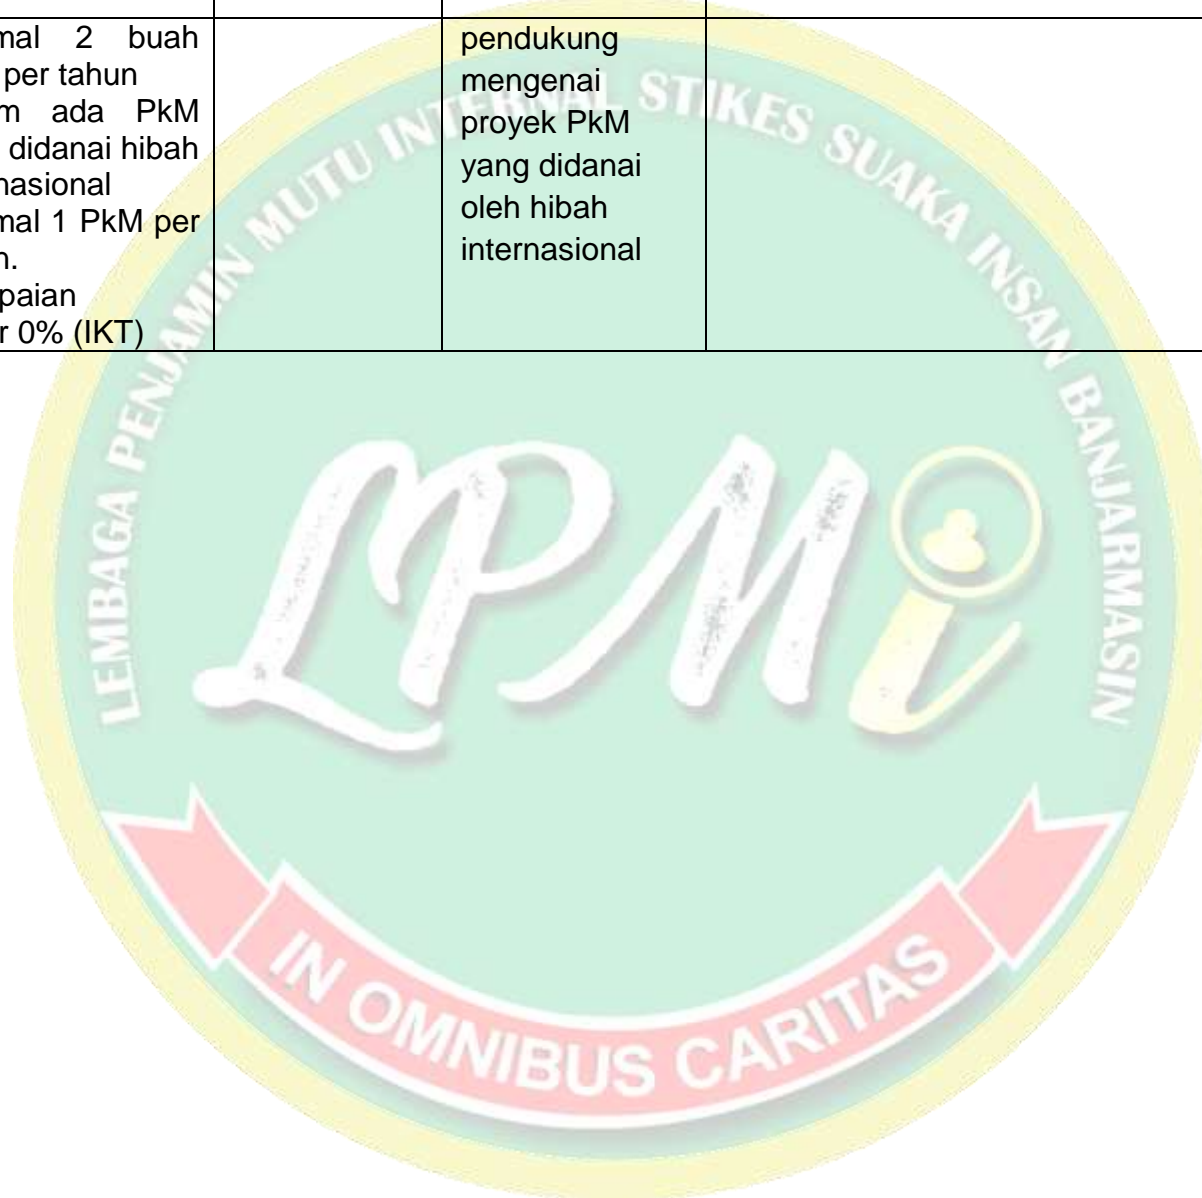 mal 2 buah
per tahun
m ada PkM
didanai hibah
nasional
mal 1 PkM per
n.
paian
r 0% (IKT)
pendukung
mengenai
proyek PkM
yang didanai
oleh hibah
internasional
LEMBAGA PENJAMIN MUTU INTERNAL STIKES SUAKA INSAN BANJARMASIN
LPMi
IN OMNIBUS CARITAS